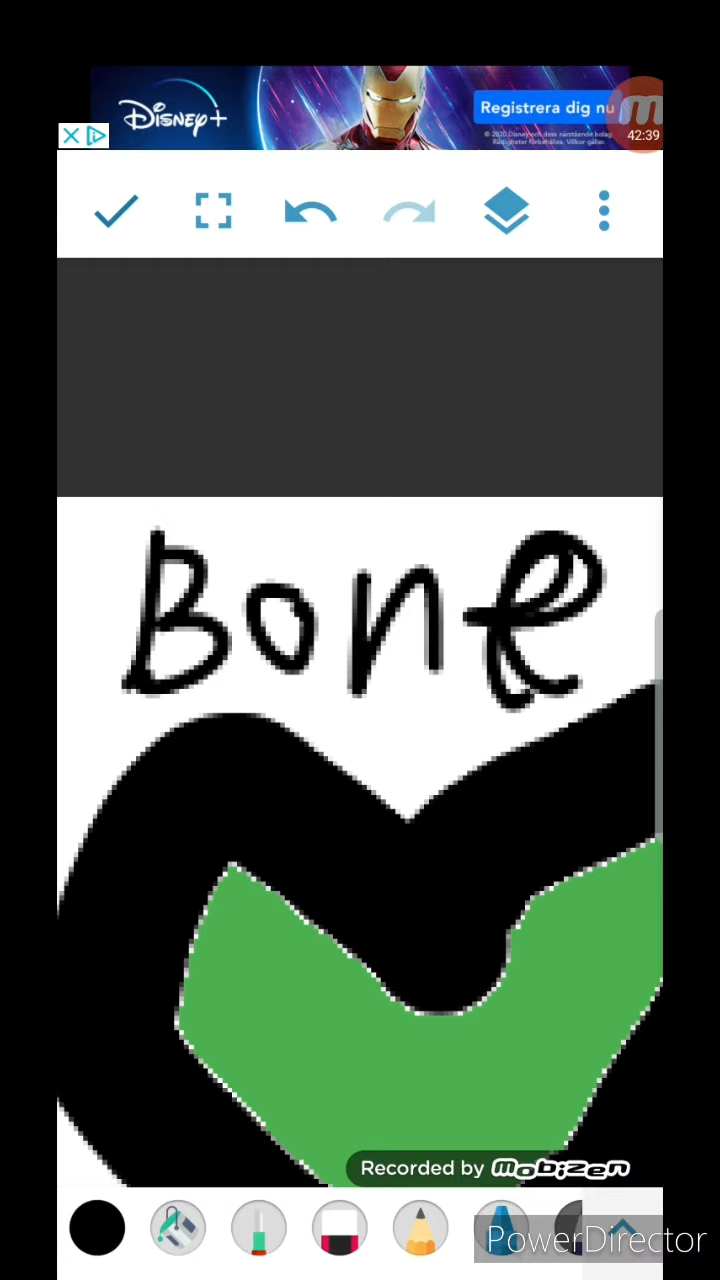 Disney+
Registrera dig nu
42:39
Bone
Recorded by Mobizen
PowerDirector